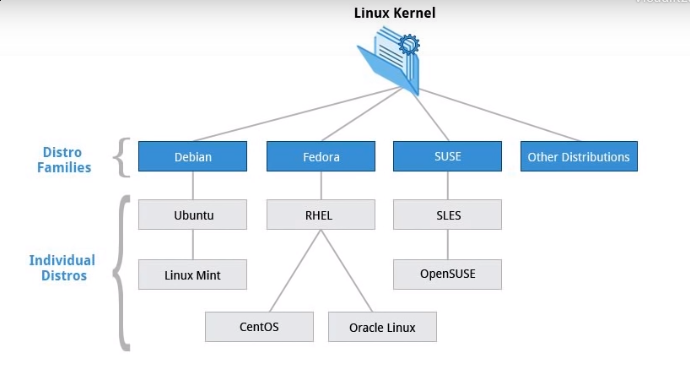 Linux Kernel
Distro
Families
Debian
Fedora
SUSE
Other Distributions
Individual
Distros
Ubuntu
RHEL
SLES
Linux Mint
OpenSUSE
CentOS
Oracle Linux